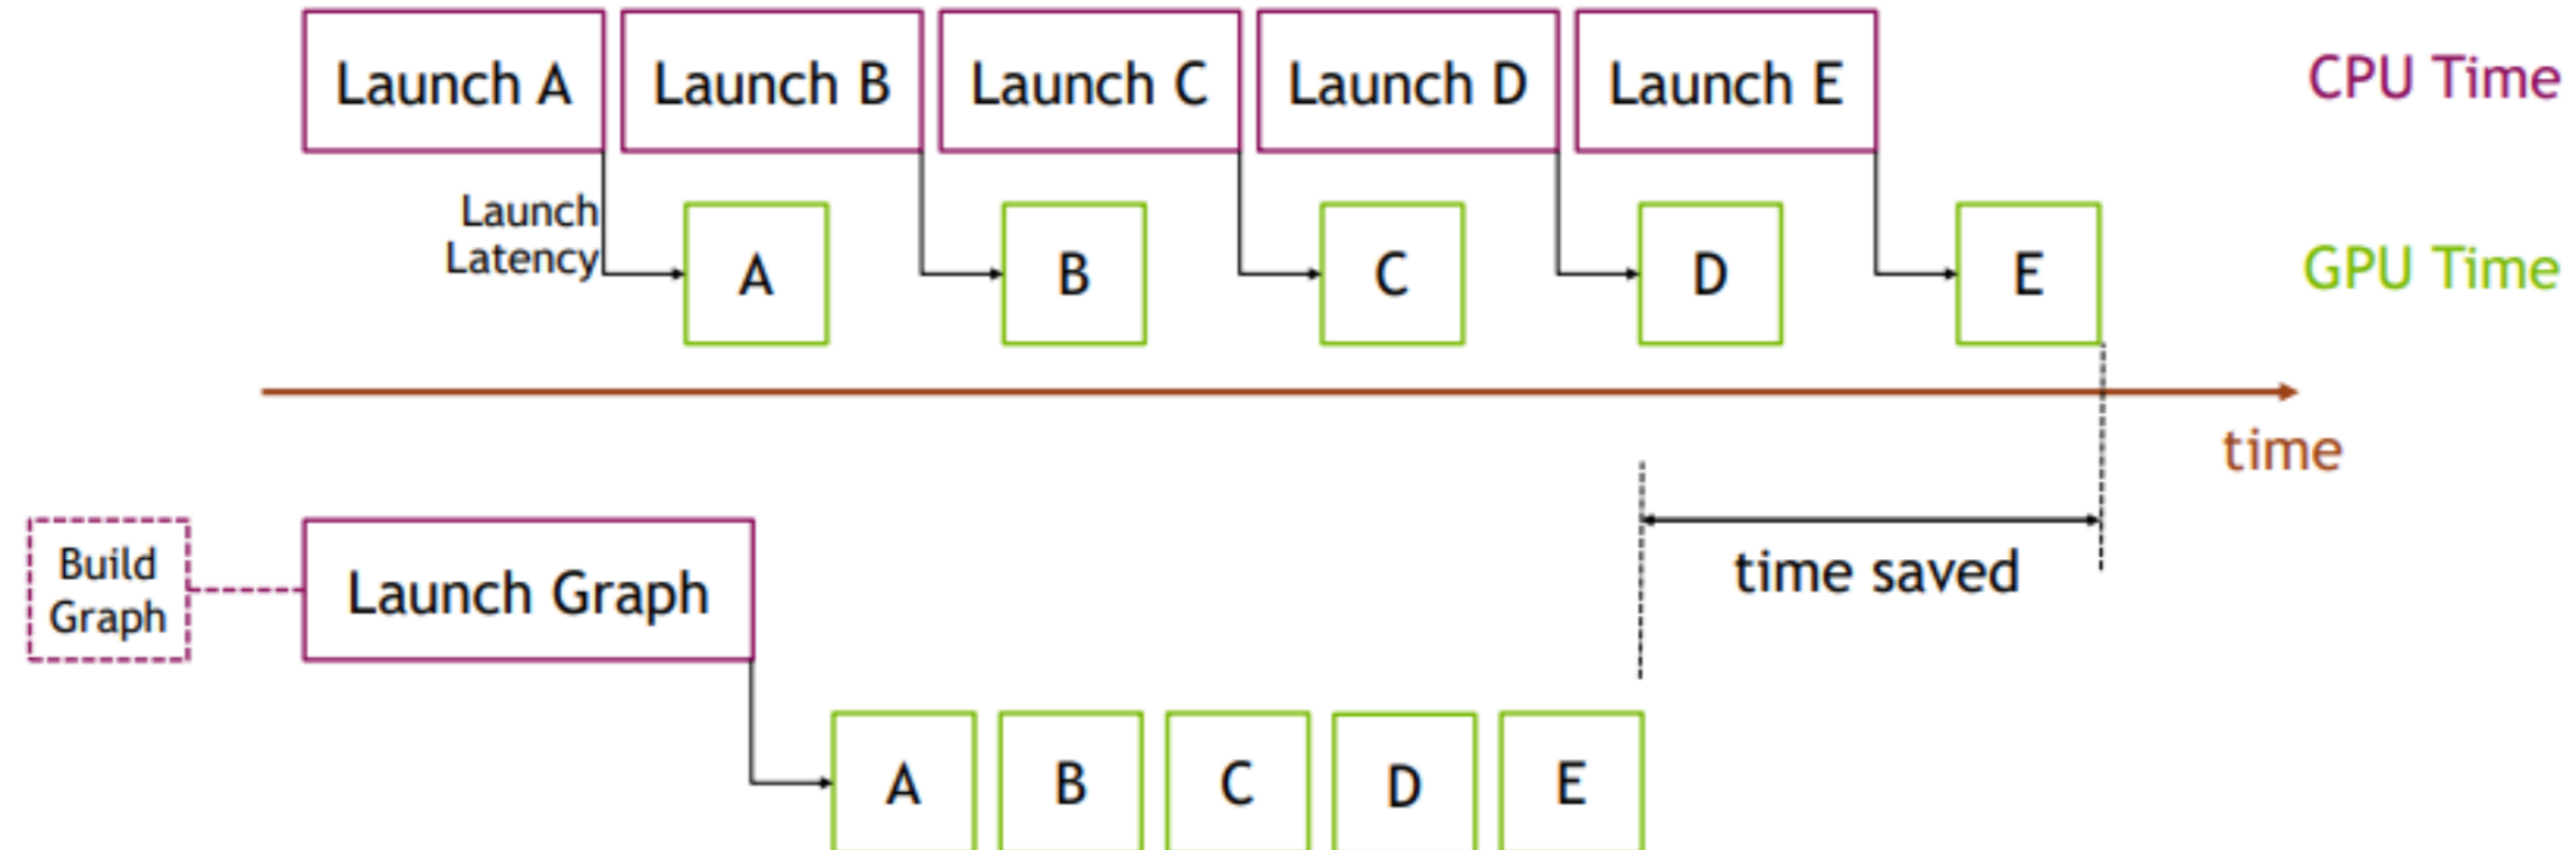 Launch A
Launch B
Launch C
Launch D
Launch E
CPU Time
Launch
Latency
A
B
C
D
E
GPU Time
time
Build
Graph
Launch Graph
time saved
A
B
C
D
E